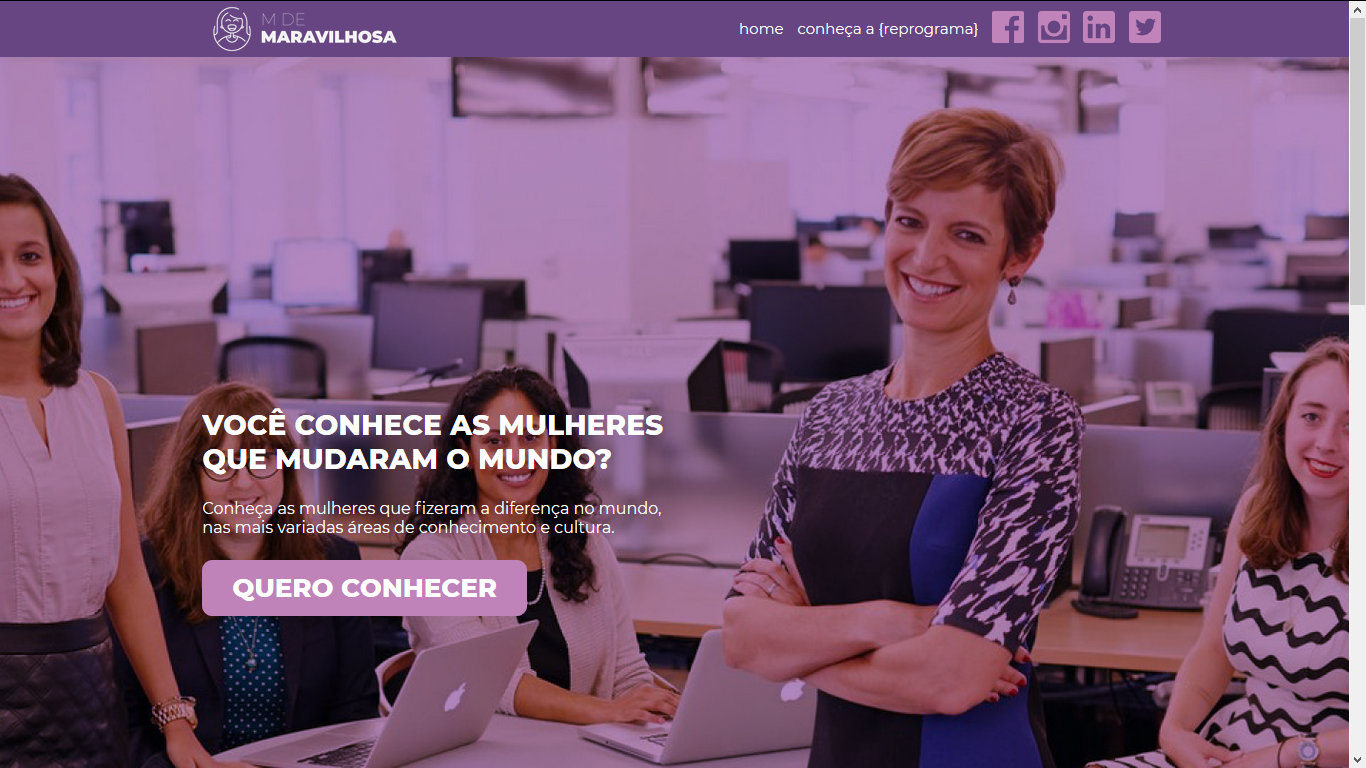 M DE
MARAVILHOSA
home conheça a {reprograma}
VOCÊ CONHECE AS MULHERES
QUE MUDARAM O MUNDO?
Conheça as mulheres que fizeram a diferença no mundo,
nas mais variadas áreas de conhecimento e cultura.
QUERO CONHECER